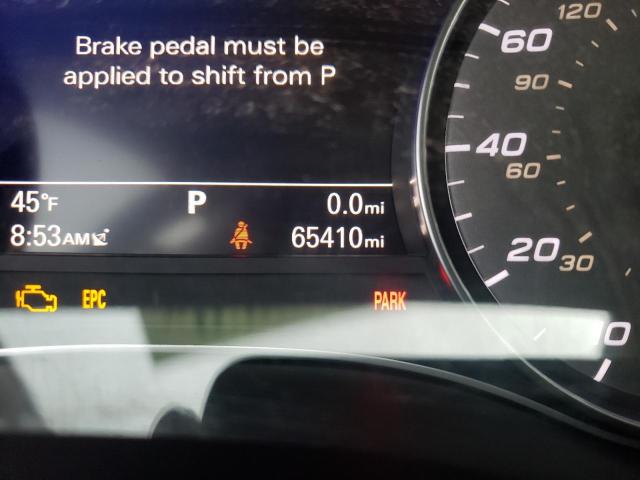 Brake pedal must be
applied to shift from P
45°F P 0.0mi
8:53AM 65410mi
EPC PARK
120
60
90
40
60
20
30
0